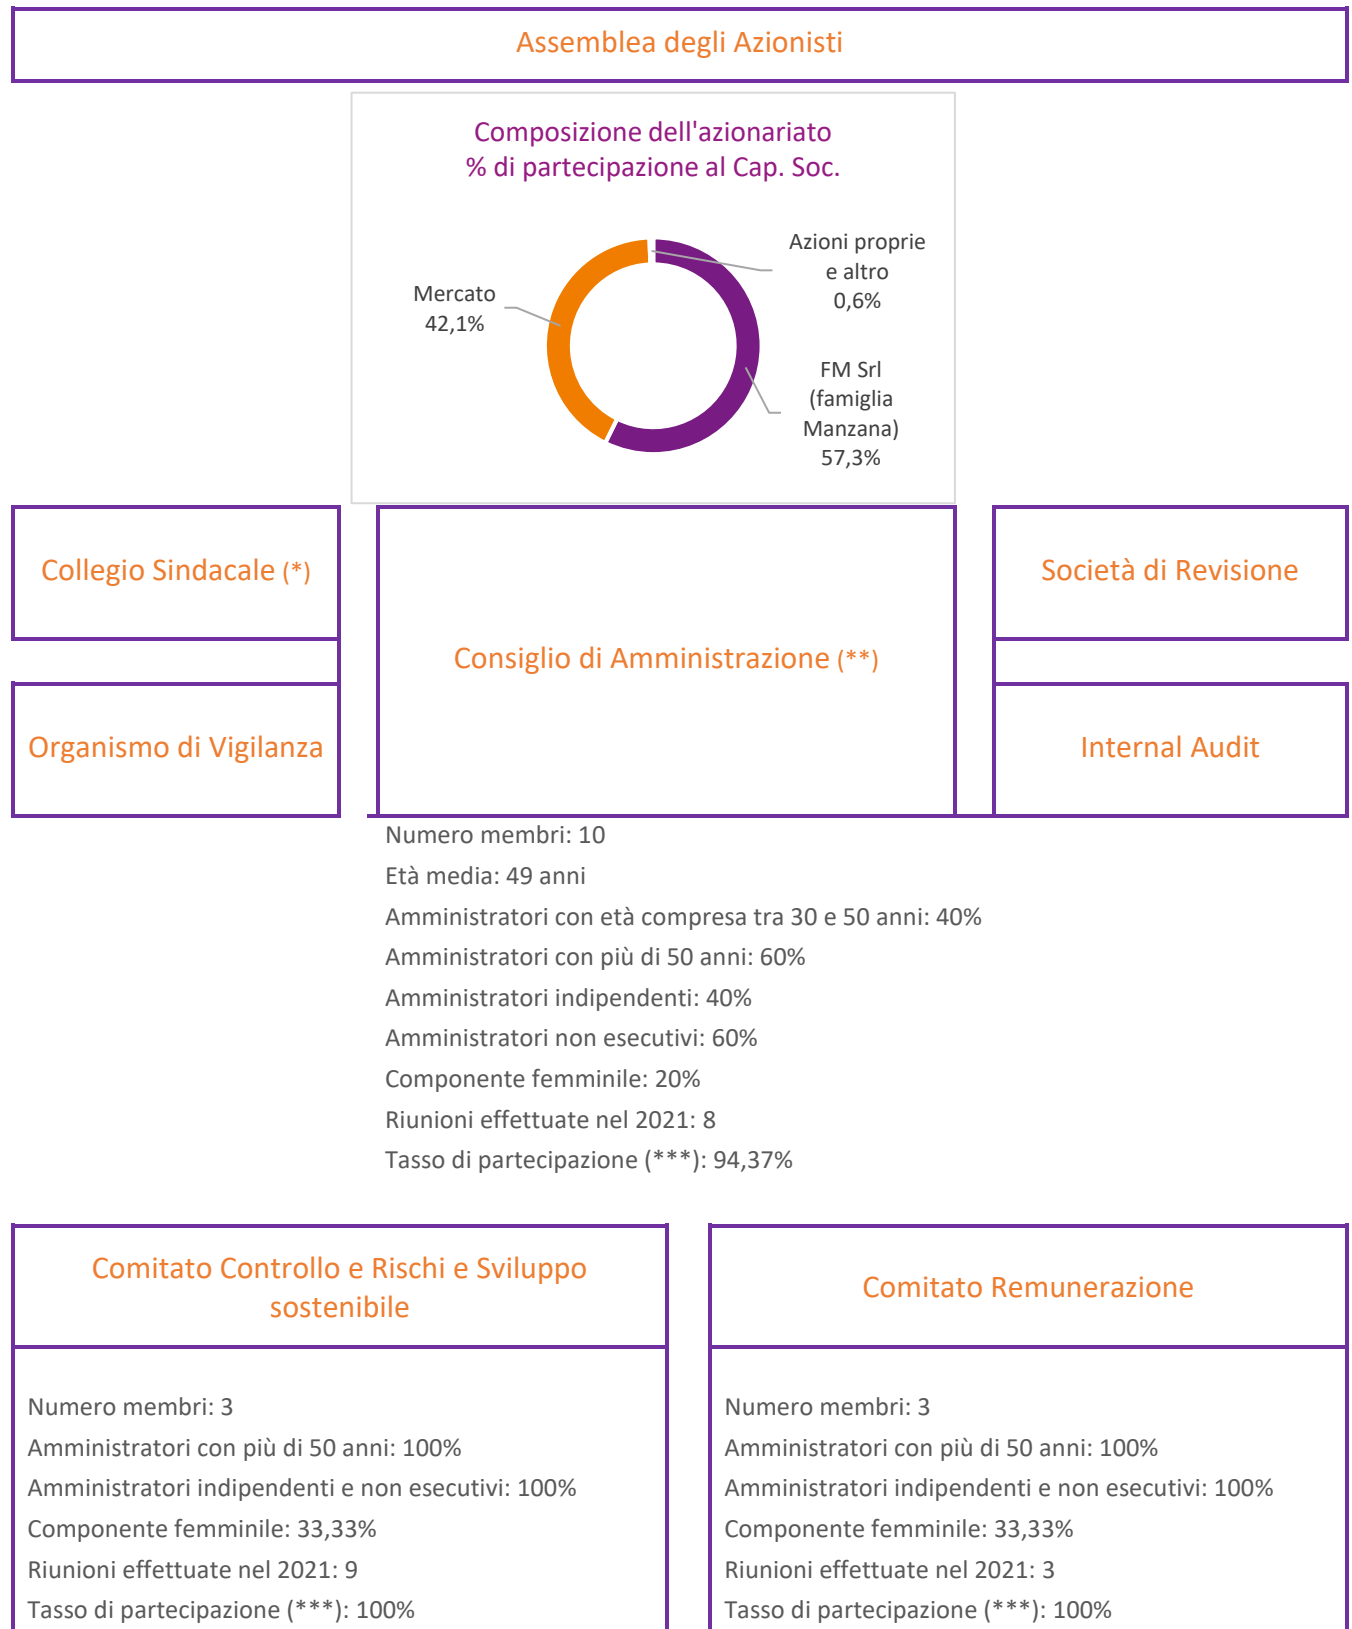 Assemblea degli Azionisti
Composizione dell'azionariato
% di partecipazione al Cap. Soc.
Azioni proprie
e altro
0,6%
Mercato
42,1%
FM Srl
(famiglia
Manzana)
57,3%
Collegio Sindacale (*)
Società di Revisione
Consiglio di Amministrazione (**)
Organismo di Vigilanza
Internal Audit
Numero membri: 10
Età media: 49 anni
Amministratori con età compresa tra 30 e 50 anni: 40%
Amministratori con più di 50 anni: 60%
Amministratori indipendenti: 40%
Amministratori non esecutivi: 60%
Componente femminile: 20%
Riunioni effettuate nel 2021: 8
Tasso di partecipazione (***): 94,37%
Comitato Controllo e Rischi e Sviluppo
sostenibile
Numero membri: 3
Amministratori con più di 50 anni: 100%
Amministratori indipendenti e non esecutivi: 100%
Componente femminile: 33,33%
Riunioni effettuate nel 2021: 9
Tasso di partecipazione (***): 100%
Comitato Remunerazione
Numero membri: 3
Amministratori con più di 50 anni: 100%
Amministratori indipendenti e non esecutivi: 100%
Componente femminile: 33,33%
Riunioni effettuate nel 2021: 3
Tasso di partecipazione (***): 100%